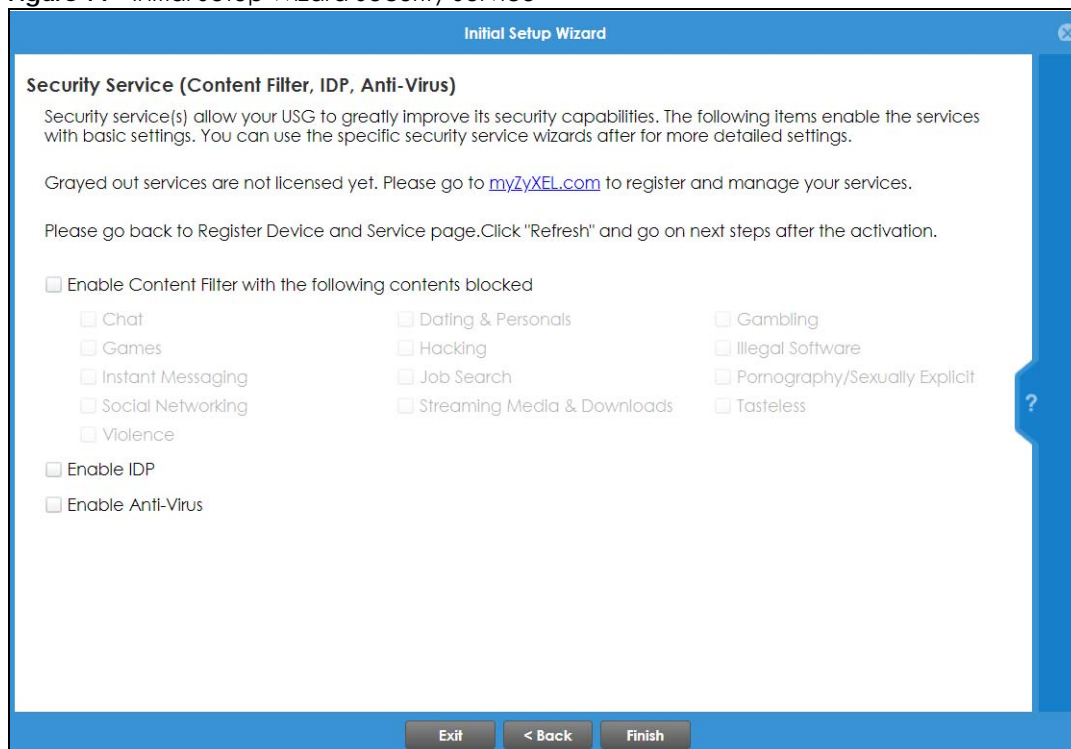 Initial Setup Wizard
Security Service (Content Filter, IDP, Anti-Virus)
Security service(s) allow your USG to greatly improve its security capabilities. The following items enable the services
with basic settings. You can use the specific security service wizards after for more detailed settings.
Grayed out services are not licensed yet. Please go to myZyXEL.com to register and manage your services.
Please go back to Register Device and Service page.Click "Refresh" and go on next steps after the activation.
Enable Content Filter with the following contents blocked
Chat Dating & Personals Gambling
Games Hacking Illegal Software
Instant Messaging Job Search Pornography/Sexually Explicit
Social Networking Streaming Media & Downloads Tasteless
Violence
?
Enable IDP
Enable Anti-Virus
Exit < Back Finish